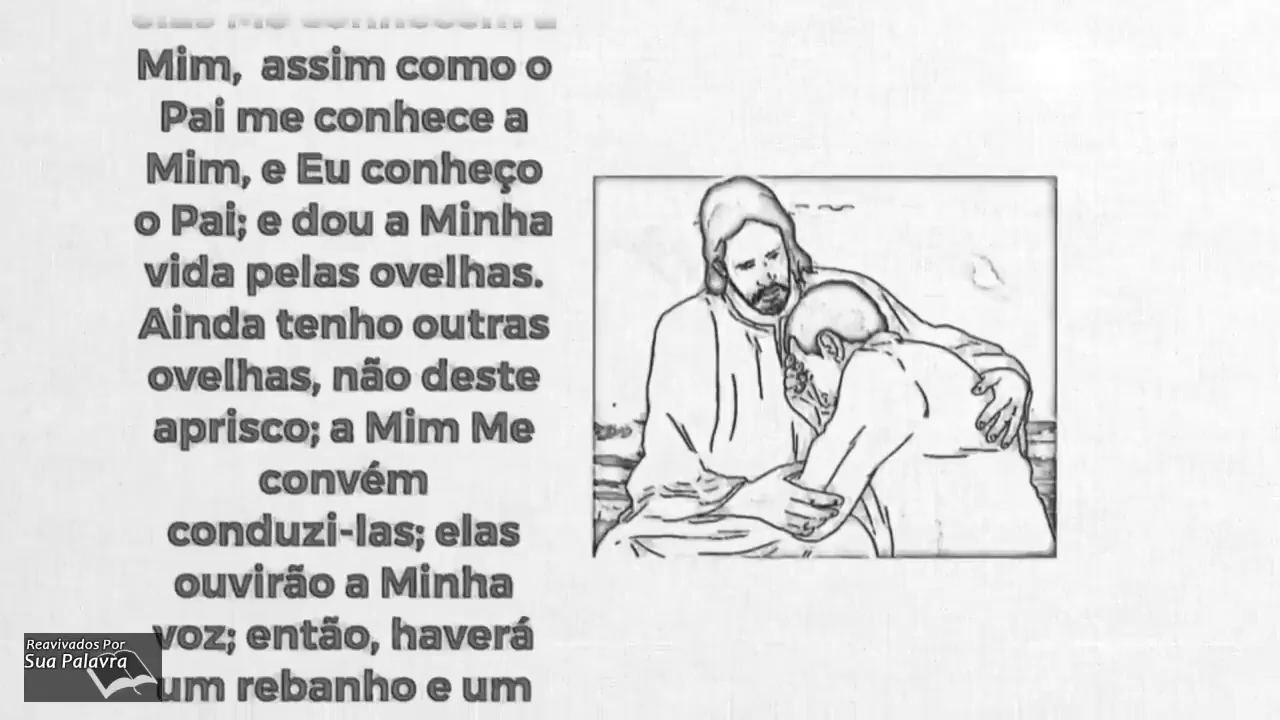 Mim, assim como o
Pai me conhece a
Mim, e Eu conheço
o Pai; e dou a Minha
vida pelas ovelhas.
Ainda tenho outras
ovelhas, não deste
aprisco; a Mim Me
convém
conduzi-las; elas
ouvirão a Minha
voz; então, haverá
um rebanho e um
Reavivados Por
Sua Palavra